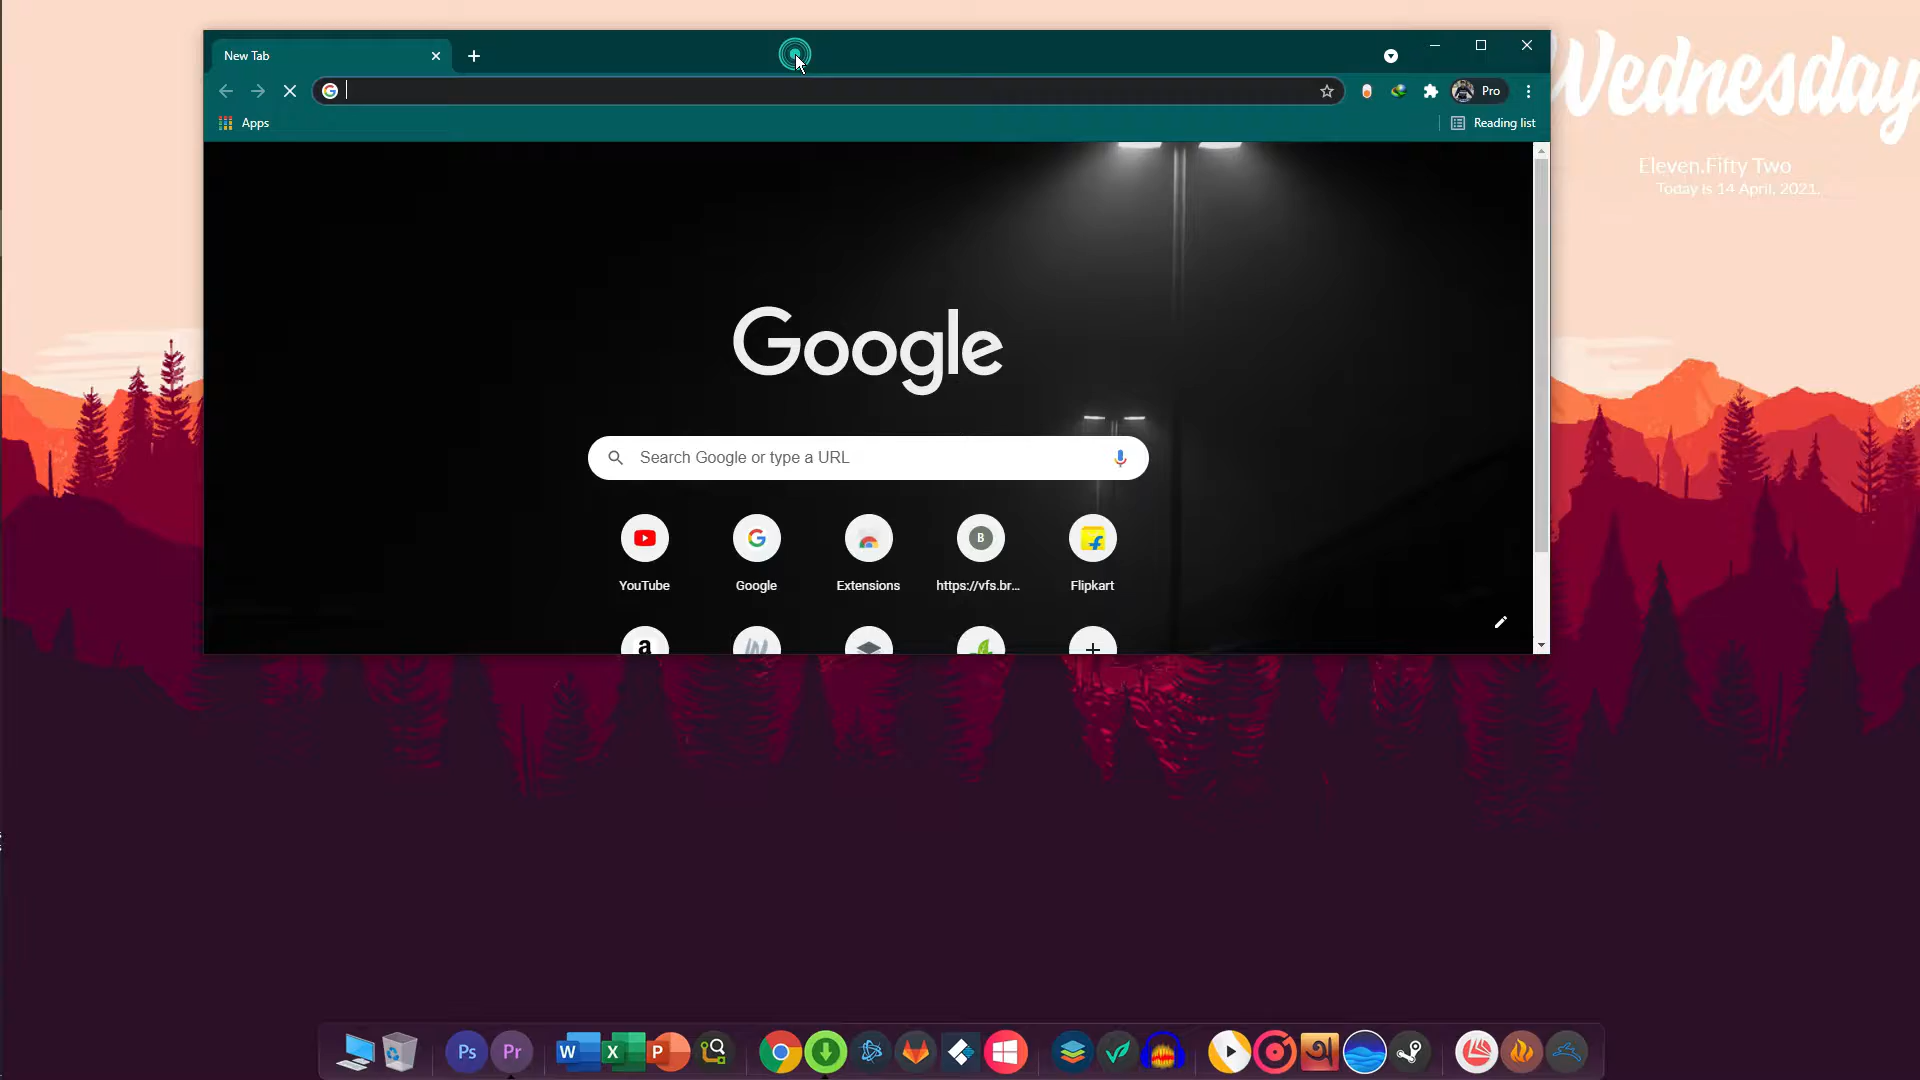 New Tab
Pro
Apps
Reading list
Wednesday
Eleven.Fifty Two
Today is 14 April, 2021.
Google
Search Google or type a URL
B
YouTube
Google
Extensions
https://vfs.br...
Flipkart
a
Ps
Pr
W
X
P